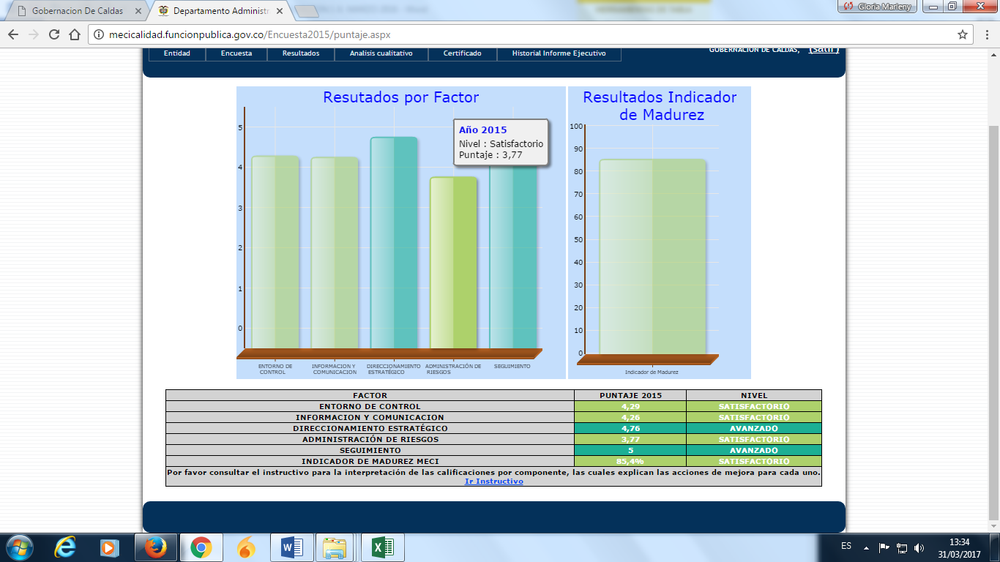 Gobernacion De Caldas
Departamento Administr
Gloria Marleny
mecicalidad.funcionpublica.gov.co/Encuesta2015/puntaje.aspx
Entidad
Encuesta
Resultados
Analisis cualitativo
Certificado
Historial Informe Ejecutivo
GOBERNACION DE CALDAS, (Salir)
Resutados por Factor
5
4
3
2
1
0
Año 2015
Nivel : Satisfactorio
Puntaje : 3,77
ENTORNO DE
CONTROL
INFORMACION Y
COMUNICACION
DIRECCIONAMIENTO
ESTRATÉGICO
ADMINISTRACIÓN DE
RIESGOS
SEGUIMIENTO
Resultados Indicador
de Madurez
100
90
80
70
60
50
40
30
20
10
0
Indicador de Madurez
FACTOR PUNTAJE 2015 NIVEL
ENTORNO DE CONTROL 4,29 SATISFACTORIO
INFORMACION Y COMUNICACION 4,26 SATISFACTORIO
DIRECCIONAMIENTO ESTRATÉGICO 4,76 AVANZADO
ADMINISTRACIÓN DE RIESGOS 3,77 SATISFACTORIO
SEGUIMIENTO 5 AVANZADO
INDICADOR DE MADUREZ MECI 85,4% SATISFACTORIO
Por favor consultar el instructivo para la interpretación de las calificaciones por componente, las cuales explican las acciones de mejora para cada uno.
Ir Instructivo
ES
13:34
31/03/2017